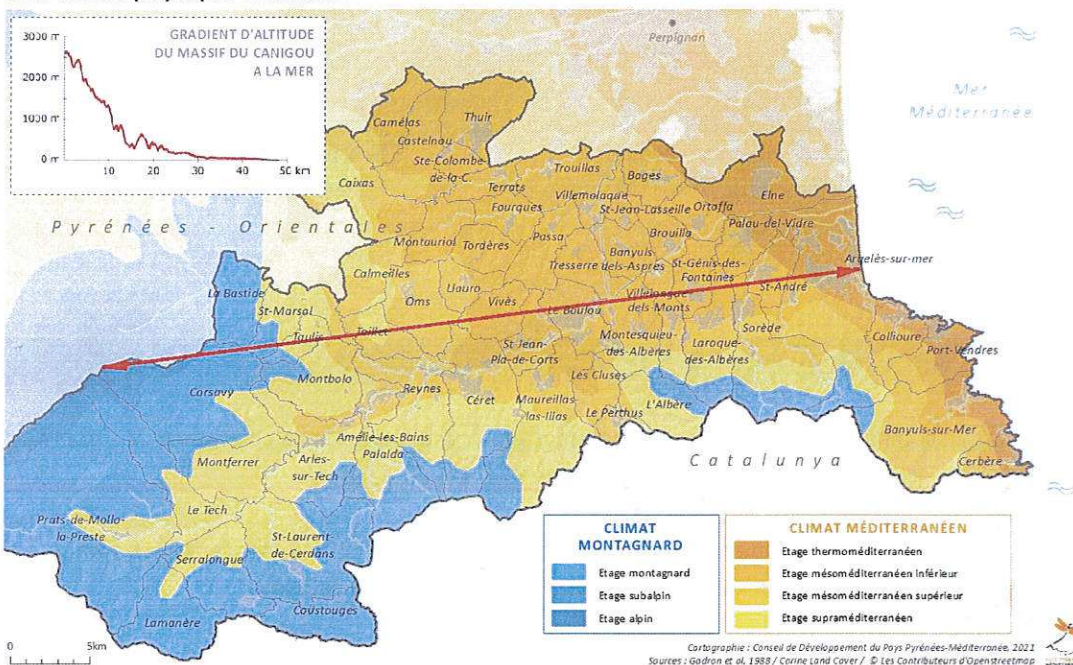 GRADIENT D'ALTITUDE
DU MASSIF DU CANIGOU
A LA MER
3000 m
2000 m
1000 m
0 m
10
20
30
40
50 km
Perpignan
Mer
Méditerranée
Pyrénées - Orientales
Catalunya
Camélas
Thuir
Castelnou
Ste-Colombe-
de-la-C.
Caixas
Terrats
Trouillas
Bages
Fourques
Villemolaque
St-Jean-Lasseille
Ortaffa
Elne
Montauriol
Tordères
Passa
Brouilla
Palau-del-Vidre
Banyuls
dels-Aspres
Tresserre
St-Génis-des-
Fontaines
Argelès-sur-mer
Calmeilles
Llauro
St-André
La Bastide
St-Marsal
Oms
Vivès
Le Boulou
Villelongue
dels-Monts
Taulis
Taillet
Sorède
Collioure
St-Jean-
Pla-de-Corts
Montesquieu
des-Albères
Laroque-
des-Albères
Port-Vendres
Corsavy
Montbolo
Reynes
Céret
Les Cluses
Maureillas-
las-Illas
Le Perthus
L'Albère
Banyuls-sur-Mer
Amélie-les-Bains
Palalda
Montferrer
Arles-
sur-Tech
Cerbère
Le Tech
Prats-de-Mollo-
la-Preste
St-Laurent-
de-Cerdans
Serralongue
Coustouges
Lamanère
CLIMAT
MONTAGNARD
Etage montagnard
Etage subalpin
Etage alpin
CLIMAT MÉDITERRANÉEN
Etage thermoméditerranéen
Etage mésoméditerranéen inférieur
Etage mésoméditerranéen supérieur
Etage supraméditerranéen
0
5km
Cartographie : Conseil de Développement du Pays Pyrénées-Méditerranée, 2021
Sources : Godron et al, 1988 / Corine Land Cover / © Les Contributeurs d'Openstreetmap